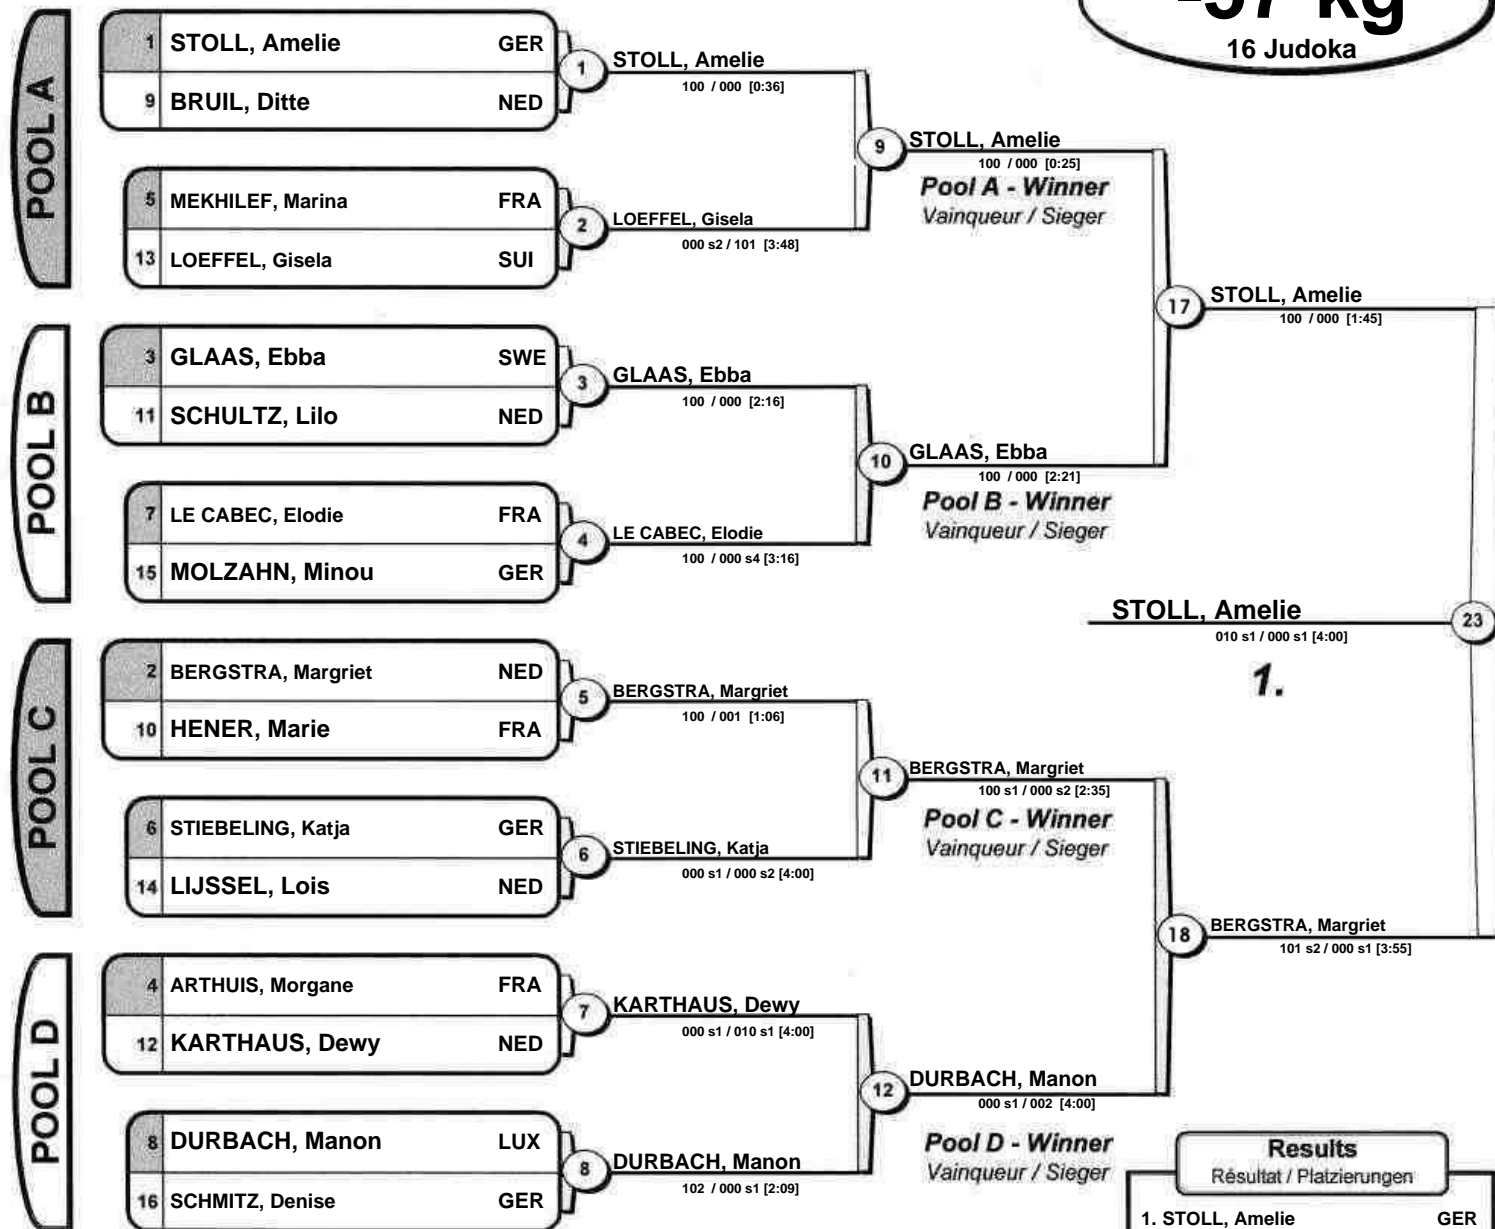 -57 kg
16 Judoka
POOL A
1 STOLL, Amelie GER
9 BRUIL, Ditte NED
1
STOLL, Amelie
100 / 000 [0:36]
5 MEKHILEF, Marina FRA
13 LOEFFEL, Gisela SUI
2
LOEFFEL, Gisela
000 s2 / 101 [3:48]
9
STOLL, Amelie
100 / 000 [0:25]
Pool A - Winner
Vainqueur / Sieger
POOL B
3 GLAAS, Ebba SWE
11 SCHULTZ, Lilo NED
3
GLAAS, Ebba
100 / 000 [2:16]
7 LE CABEC, Elodie FRA
15 MOLZAHN, Minou GER
4
LE CABEC, Elodie
100 / 000 s4 [3:16]
10
GLAAS, Ebba
100 / 000 [2:21]
Pool B - Winner
Vainqueur / Sieger
17
STOLL, Amelie
100 / 000 [1:45]
STOLL, Amelie
23
010 s1 / 000 s1 [4:00]
1.
POOL C
2 BERGSTRA, Margriet NED
10 HENER, Marie FRA
5
BERGSTRA, Margriet
100 / 001 [1:06]
6 STIEBELING, Katja GER
14 LIJSSEL, Lois NED
6
STIEBELING, Katja
000 s1 / 000 s2 [4:00]
11
BERGSTRA, Margriet
100 s1 / 000 s2 [2:35]
Pool C - Winner
Vainqueur / Sieger
POOL D
4 ARTHUIS, Morgane FRA
12 KARTHAUS, Dewy NED
7
KARTHAUS, Dewy
000 s1 / 010 s1 [4:00]
8 DURBACH, Manon LUX
16 SCHMITZ, Denise GER
8
DURBACH, Manon
102 / 000 s1 [2:09]
12
DURBACH, Manon
000 s1 / 002 [4:00]
Pool D - Winner
Vainqueur / Sieger
18
BERGSTRA, Margriet
101 s2 / 000 s1 [3:55]
Results
Résultat / Platzierungen
1. STOLL, Amelie GER